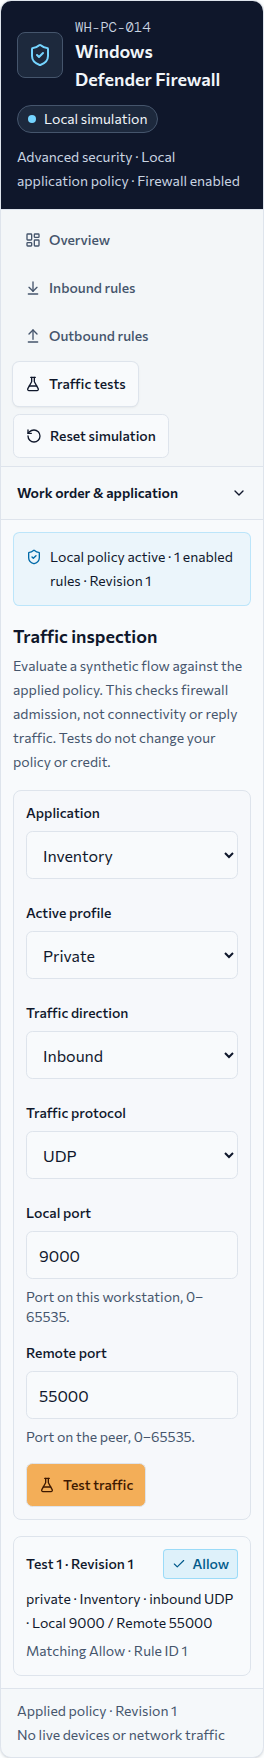 WH-PC-014
Windows
Defender Firewall
Local simulation
Advanced security · Local
application policy · Firewall enabled
Overview
Inbound rules
Outbound rules
Traffic tests
Reset simulation
Work order & application
Local policy active · 1 enabled
rules · Revision 1
Traffic inspection
Evaluate a synthetic flow against the
applied policy. This checks firewall
admission, not connectivity or reply
traffic. Tests do not change your
policy or credit.
Application
Inventory
Active profile
Private
Traffic direction
Inbound
Traffic protocol
UDP
Local port
9000
Port on this workstation, 0–
65535.
Remote port
55000
Port on the peer, 0–65535.
Test traffic
Test 1 · Revision 1
Allow
private · Inventory · inbound UDP
· Local 9000 / Remote 55000
Matching Allow · Rule ID 1
Applied policy · Revision 1
No live devices or network traffic